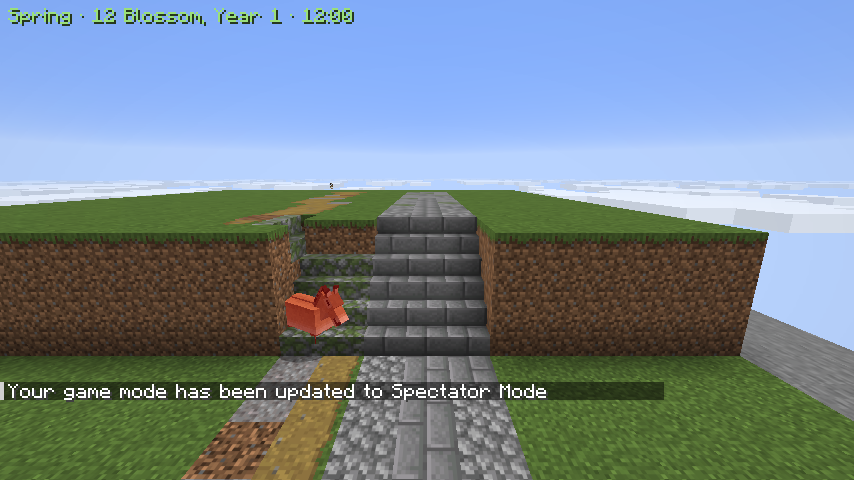 Spring · 12 Blossom, Year 1 · 12:00
Your game mode has been updated to Spectator Mode